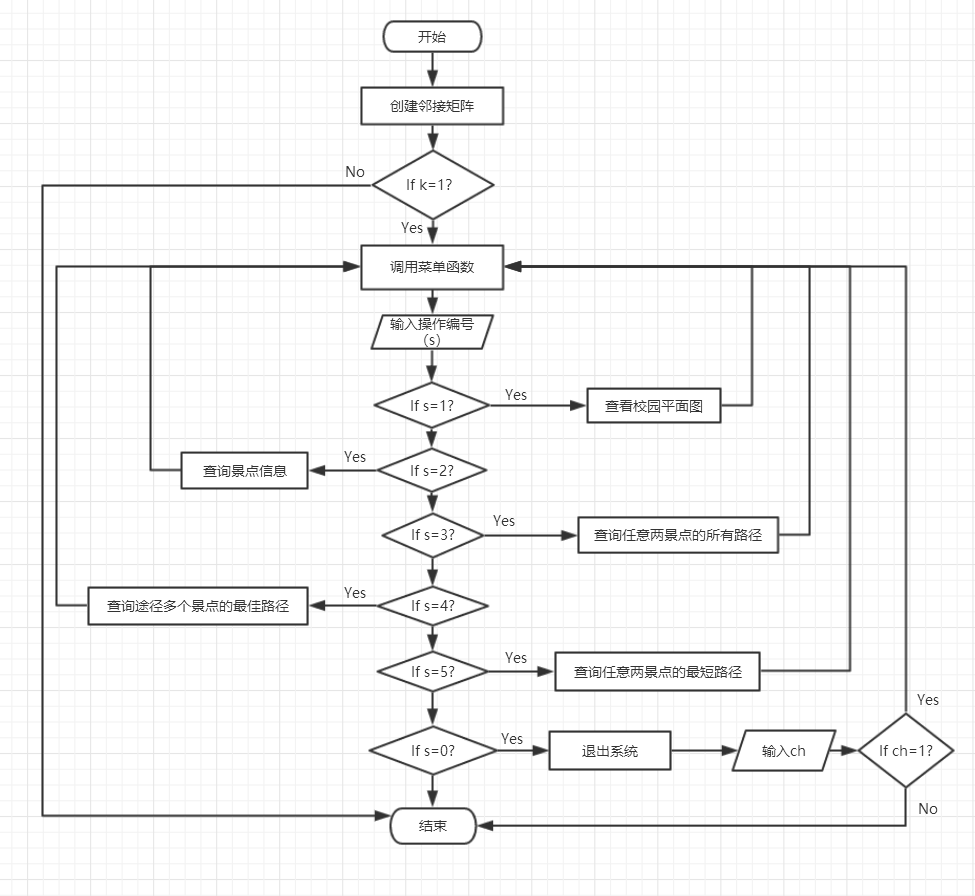 开始
创建邻接矩阵
No
If k=1?
Yes
调用菜单函数
输入操作编号
（s）
If s=1?
Yes
查看校园平面图
查询景点信息
Yes
If s=2?
If s=3?
Yes
查询任意两景点的所有路径
查询途径多个景点的最佳路径
Yes
If s=4?
If s=5?
Yes
查询任意两景点的最短路径
Yes
If s=0?
Yes
退出系统
输入ch
If ch=1?
No
结束